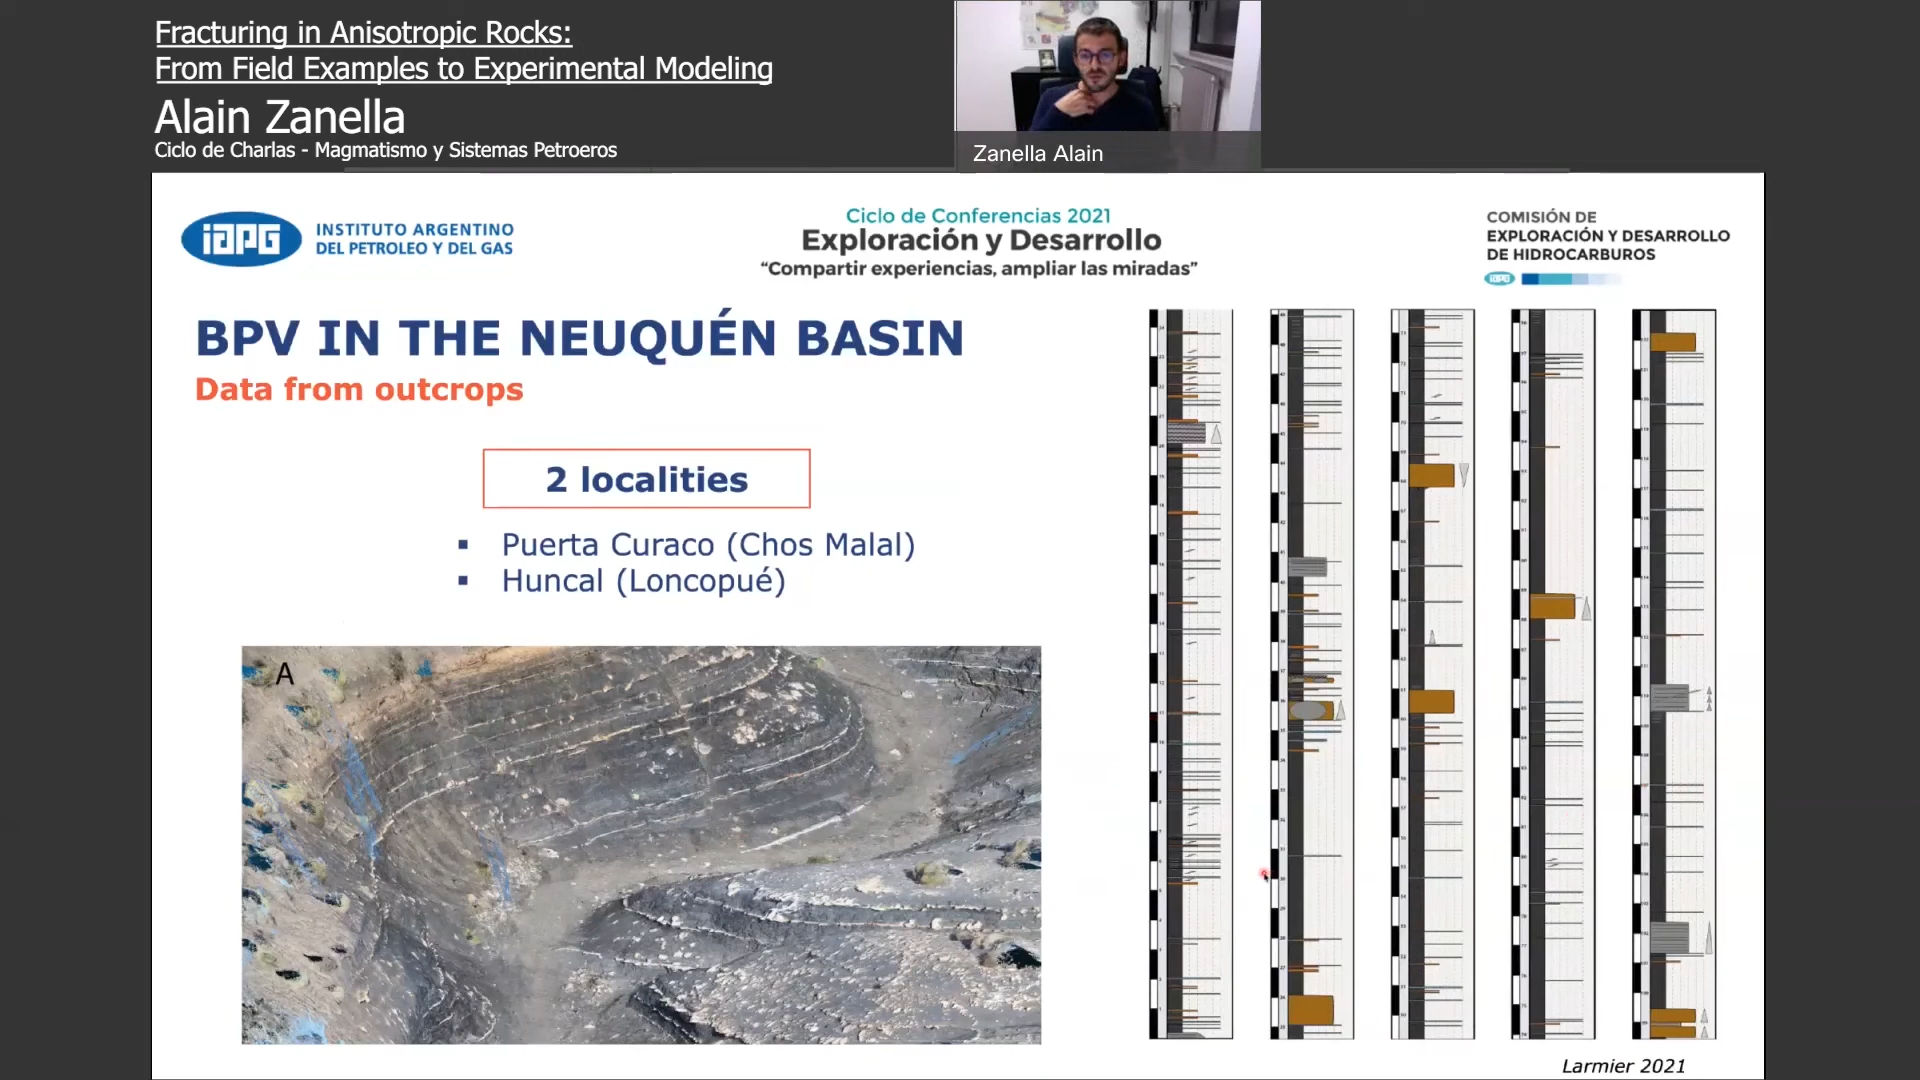 Fracturing in Anisotropic Rocks:
From Field Examples to Experimental Modeling
Alain Zanella
Ciclo de Charlas - Magmatismo y Sistemas Petroeros
Zanella Alain
iAPG
INSTITUTO ARGENTINO
DEL PETROLEO Y DEL GAS
Ciclo de Conferencias 2021
Exploración y Desarrollo
“Compartir experiencias, ampliar las miradas”
COMISIÓN DE
EXPLORACIÓN Y DESARROLLO
DE HIDROCARBUROS
iAPG
BPV IN THE NEUQUÉN BASIN
Data from outcrops
2 localities
▪ Puerta Curaco (Chos Malal)
▪ Huncal (Loncopué)
A
Larmier 2021